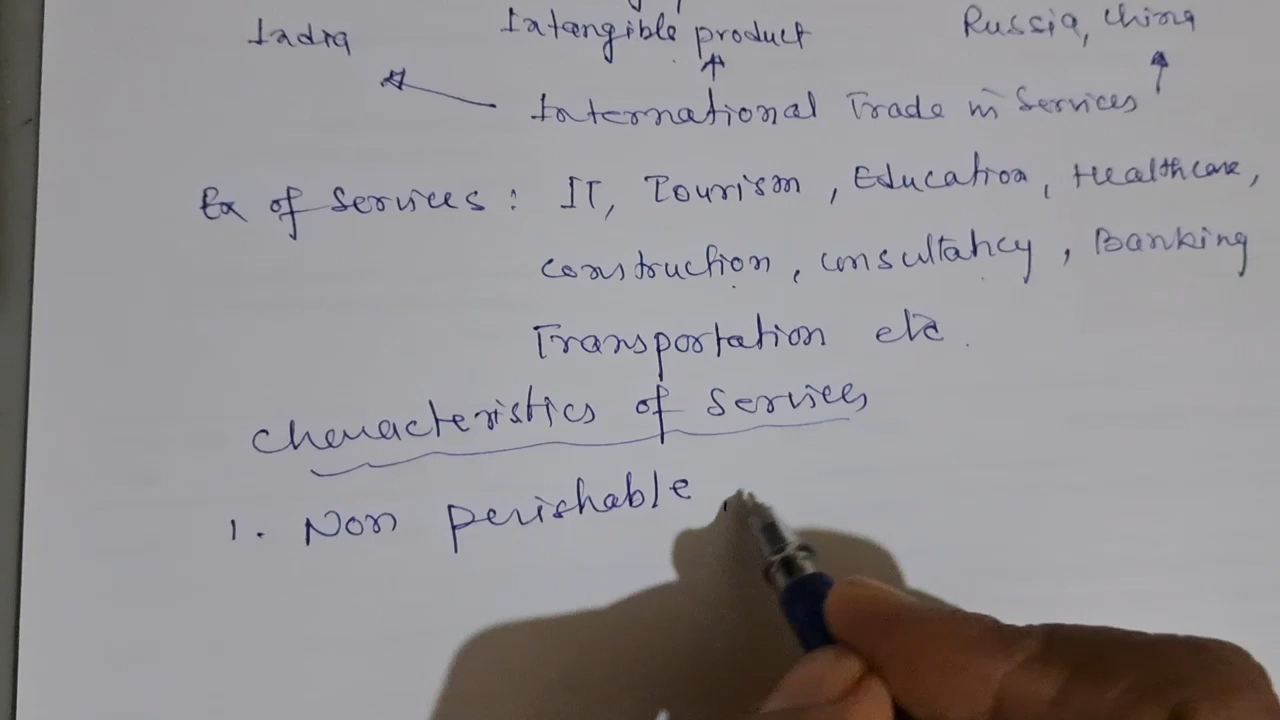 India Intangible product Russia, China
International Trade in Services
Ex of Services : IT, Tourism, Education, Healthcare,
construction, consultancy, Banking
Transportation etc.
Characteristics of Services
1. Non perishable